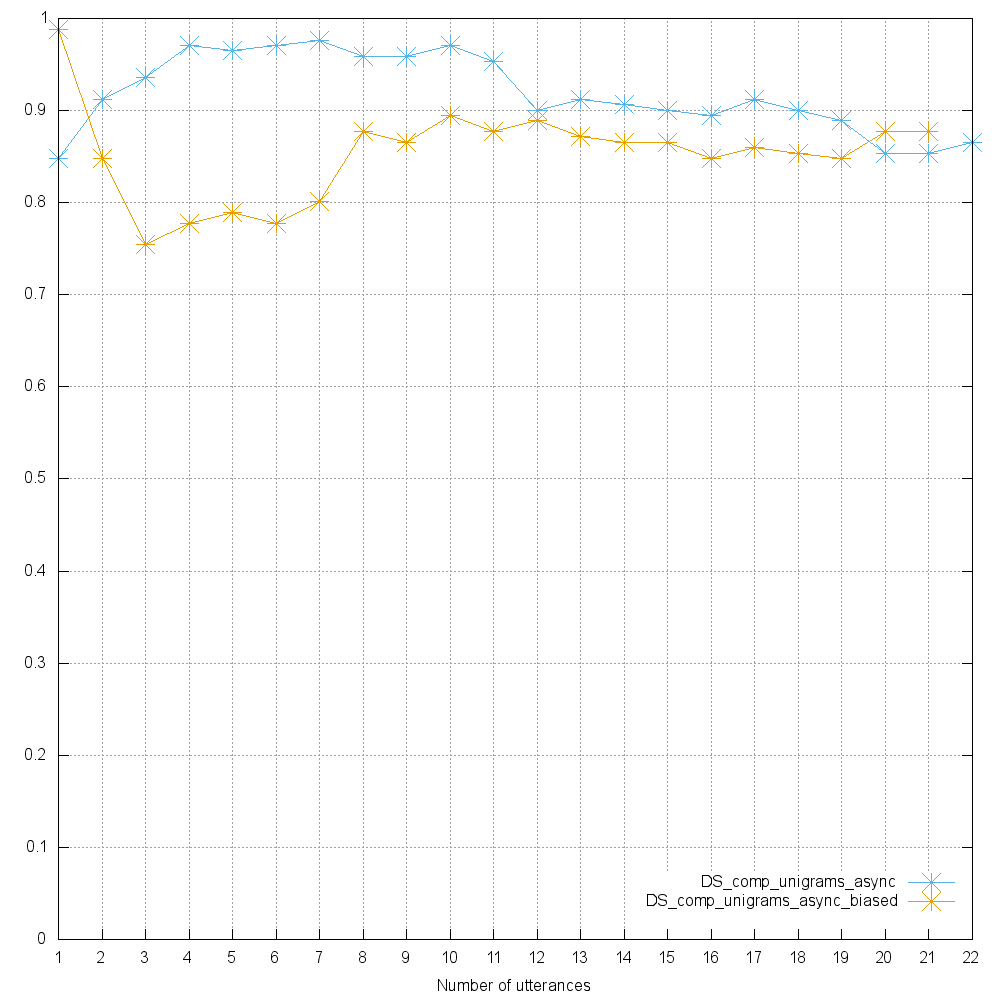 1
0.9
0.8
0.7
0.6
0.5
0.4
0.3
0.2
0.1
0
DS_comp_unigrams_async
DS_comp_unigrams_async_biased
1 2 3 4 5 6 7 8 9 10 11 12 13 14 15 16 17 18 19 20 21 22
Number of utterances